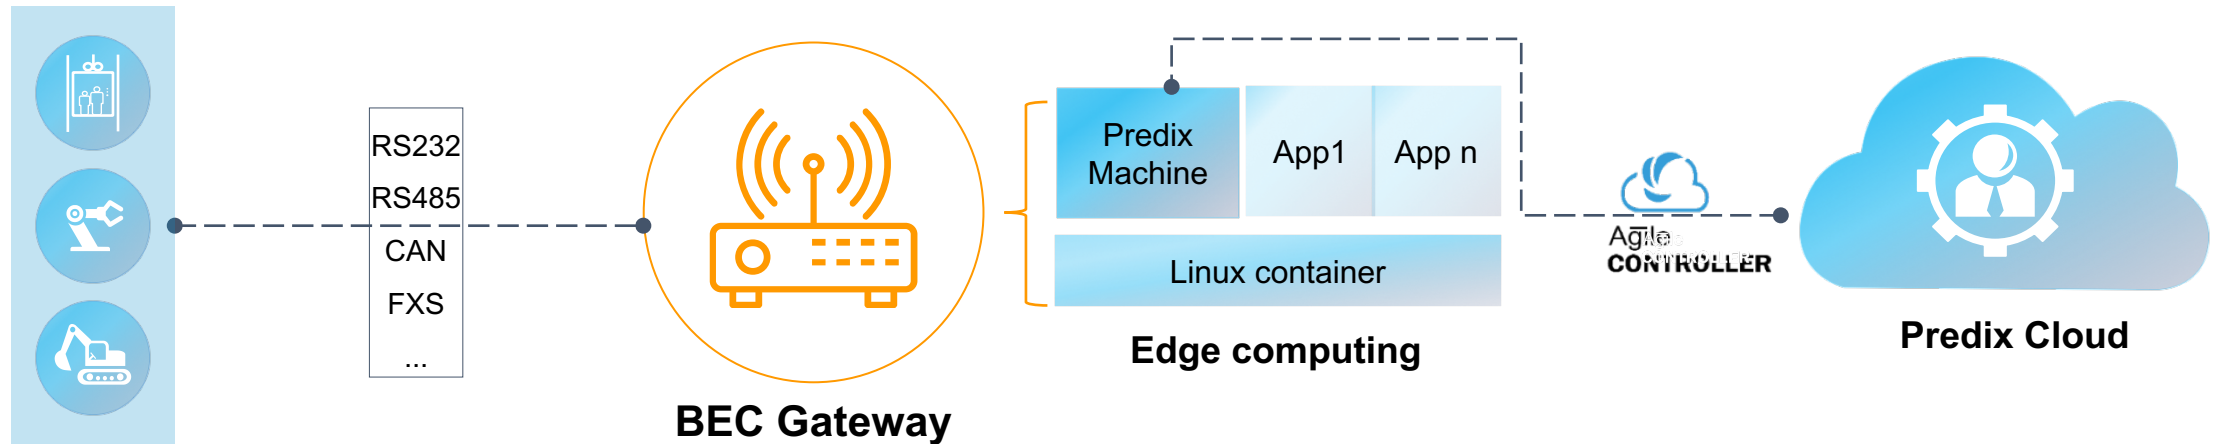 RS232
RS485
CAN
FXS
...
BEC Gateway
Predix
Machine
App1
App n
Linux container
Edge computing
Agile
CONTROLLER
Predix Cloud